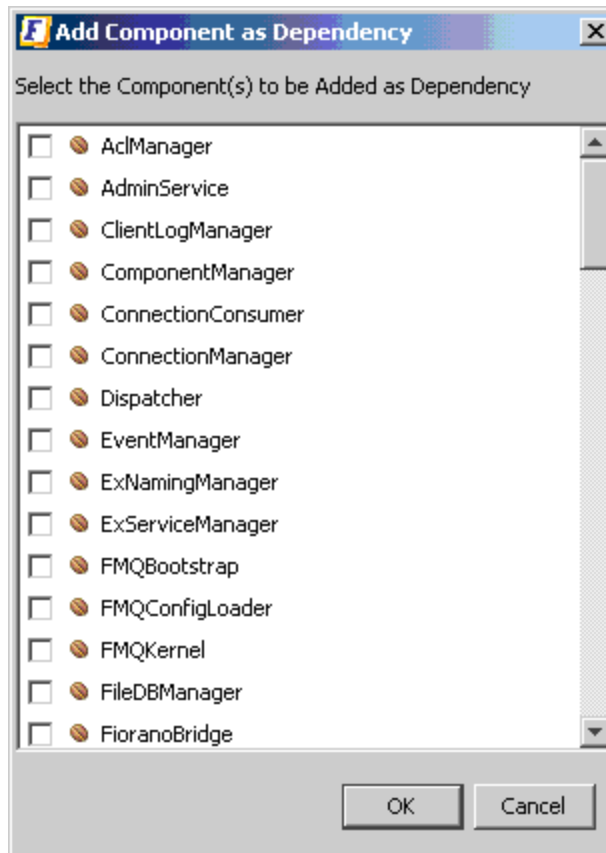 Add Component as Dependency
Select the Component(s) to be Added as Dependency
AclManager
AdminService
ClientLogManager
ComponentManager
ConnectionConsumer
ConnectionManager
Dispatcher
EventManager
ExNamingManager
ExServiceManager
FMQBootstrap
FMQConfigLoader
FMQKernel
FileDBManager
FioranoBridge
OK Cancel